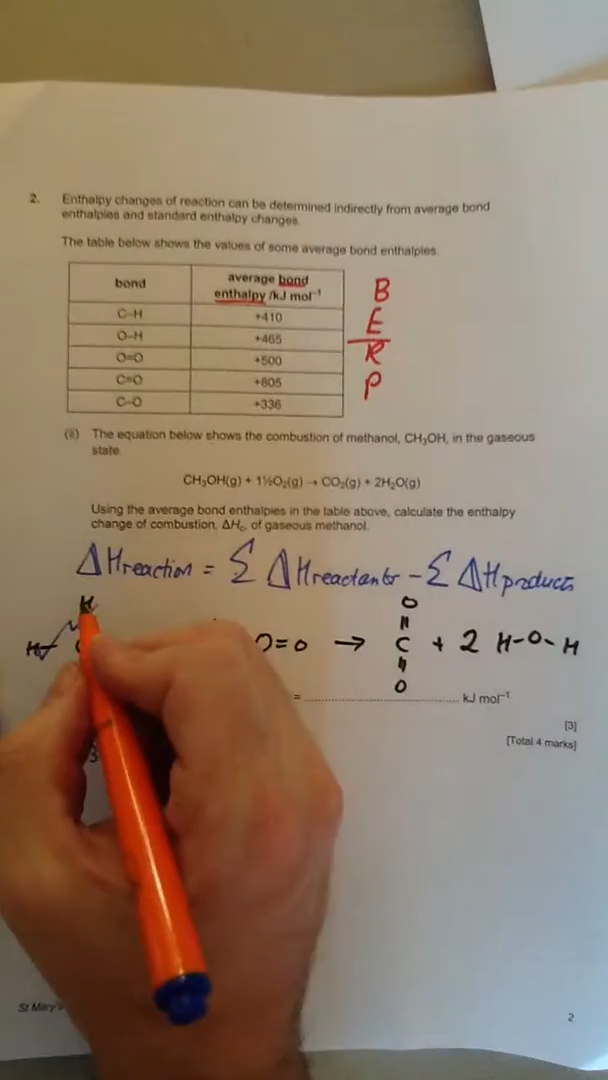 2. Enthalpy changes of reaction can be determined indirectly from average bond
enthalpies and standard enthalpy changes.
The table below shows the values of some average bond enthalpies.
bond average bond enthalpy /kJ mol⁻¹
C–H +410
O–H +465
O=O +500
C=O +805
C–O +336
B
E
R
P
(ii) The equation below shows the combustion of methanol, CH₃OH, in the gaseous
state.
CH₃OH(g) + 1½O₂(g) → CO₂(g) + 2H₂O(g)
Using the average bond enthalpies in the table above, calculate the enthalpy
change of combustion, ΔHc, of gaseous methanol.
ΔHreaction = Σ ΔHreactants - Σ ΔHproducts
H
H O=O → O=C=O + 2 H-O-H
= .......... kJ mol⁻¹
[3]
[Total 4 marks]
St Mary's
2